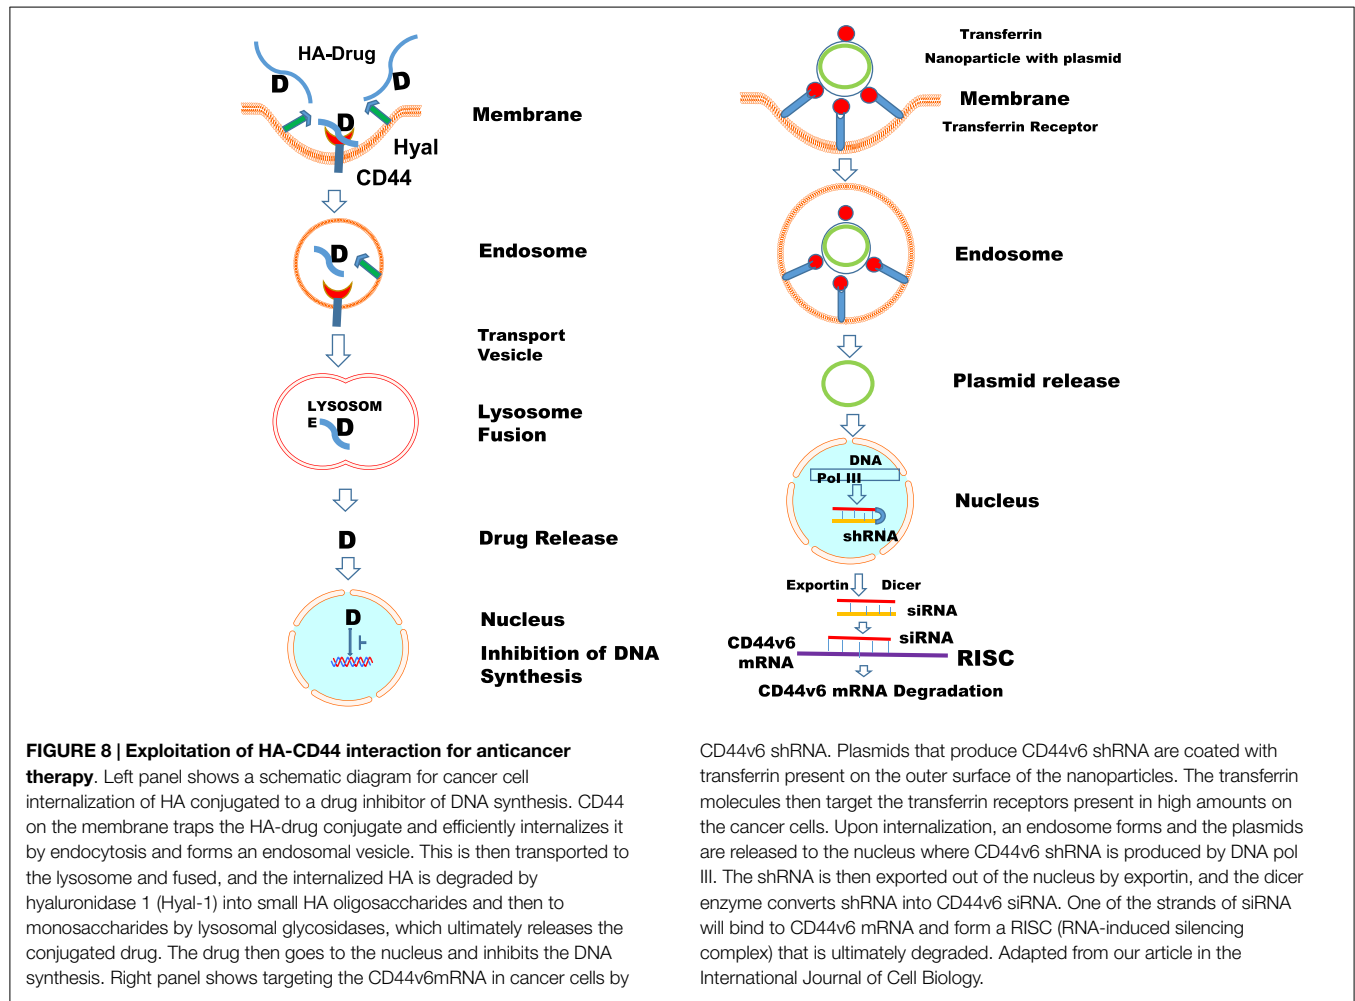 HA-Drug
D
D
D
Membrane
Hyal
CD44
D
Endosome
Transport
Vesicle
LYSOSOM
E
D
Lysosome
Fusion
D
Drug Release
D
Nucleus
Inhibition of DNA
Synthesis
Transferrin
Nanoparticle with plasmid
Membrane
Transferrin Receptor
Endosome
Plasmid release
DNA
Pol III
Nucleus
shRNA
Exportin
Dicer
siRNA
siRNA
CD44v6
mRNA
RISC
CD44v6 mRNA Degradation
FIGURE 8 | Exploitation of HA-CD44 interaction for anticancer
therapy. Left panel shows a schematic diagram for cancer cell
internalization of HA conjugated to a drug inhibitor of DNA synthesis. CD44
on the membrane traps the HA-drug conjugate and efficiently internalizes it
by endocytosis and forms an endosomal vesicle. This is then transported to
the lysosome and fused, and the internalized HA is degraded by
hyaluronidase 1 (Hyal-1) into small HA oligosaccharides and then to
monosaccharides by lysosomal glycosidases, which ultimately releases the
conjugated drug. The drug then goes to the nucleus and inhibits the DNA
synthesis. Right panel shows targeting the CD44v6mRNA in cancer cells by
CD44v6 shRNA. Plasmids that produce CD44v6 shRNA are coated with
transferrin present on the outer surface of the nanoparticles. The transferrin
molecules then target the transferrin receptors present in high amounts on
the cancer cells. Upon internalization, an endosome forms and the plasmids
are released to the nucleus where CD44v6 shRNA is produced by DNA pol
III. The shRNA is then exported out of the nucleus by exportin, and the dicer
enzyme converts shRNA into CD44v6 siRNA. One of the strands of siRNA
will bind to CD44v6 mRNA and form a RISC (RNA-induced silencing
complex) that is ultimately degraded. Adapted from our article in the
International Journal of Cell Biology.